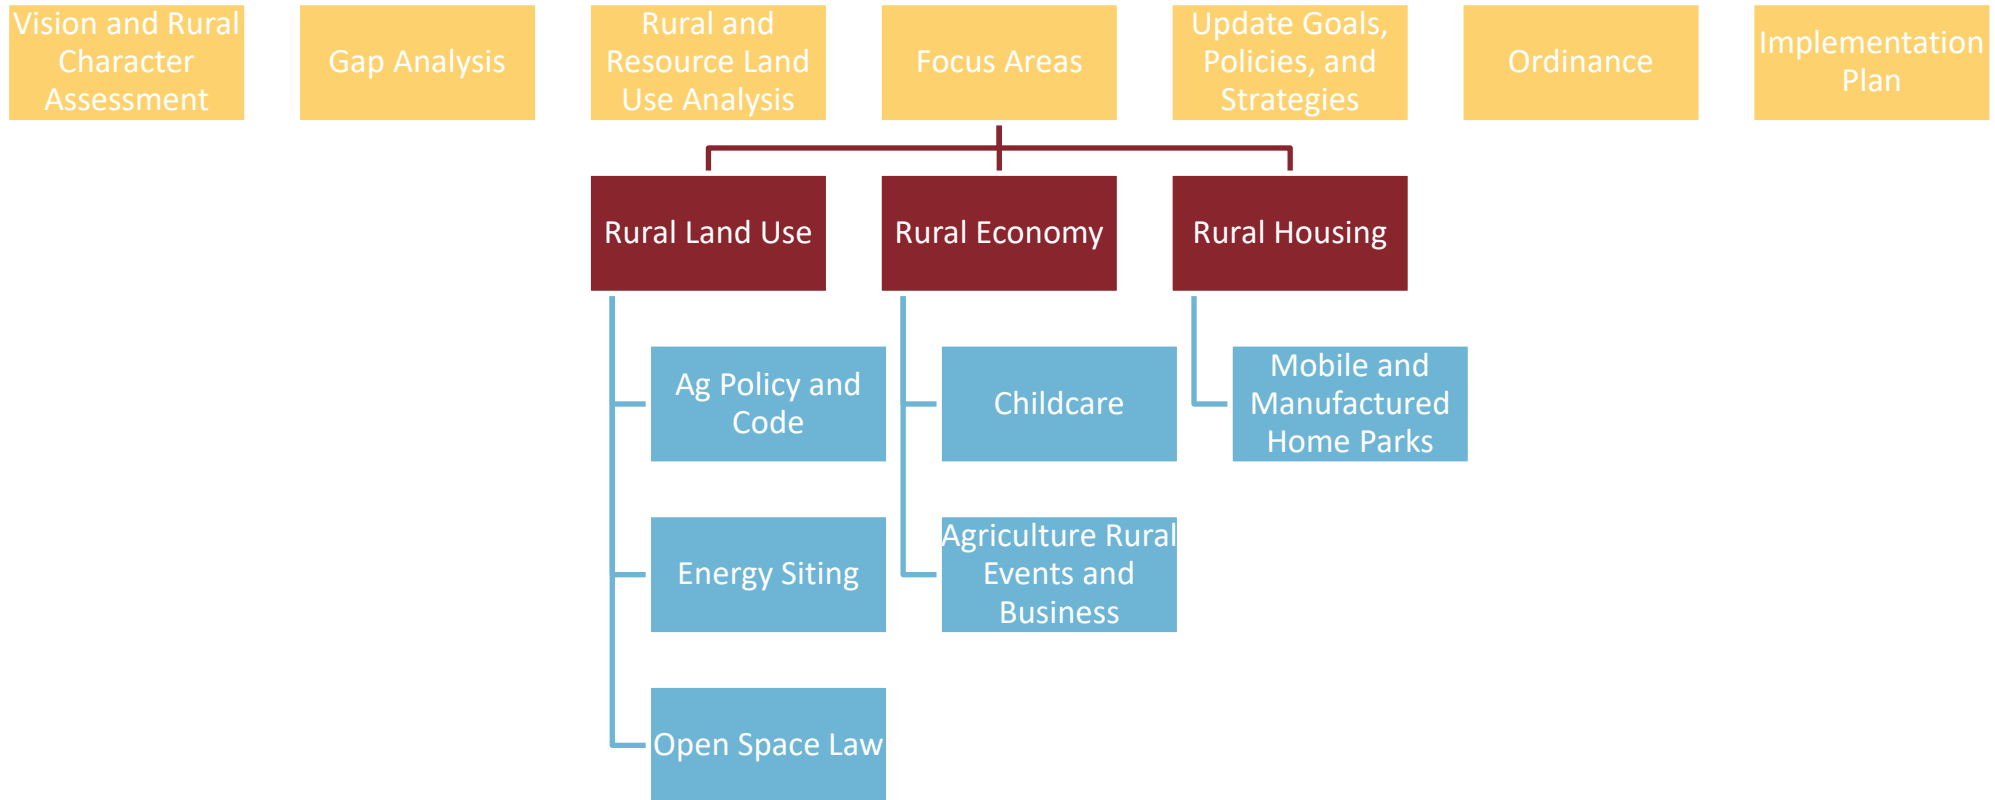 Vision and Rural
Character
Assessment
Gap Analysis
Rural and
Resource Land
Use Analysis
Focus Areas
Update Goals,
Policies, and
Strategies
Ordinance
Implementation
Plan
Rural Land Use
Rural Economy
Rural Housing
Ag Policy and
Code
Childcare
Mobile and
Manufactured
Home Parks
Energy Siting
Agriculture Rural
Events and
Business
Open Space Law